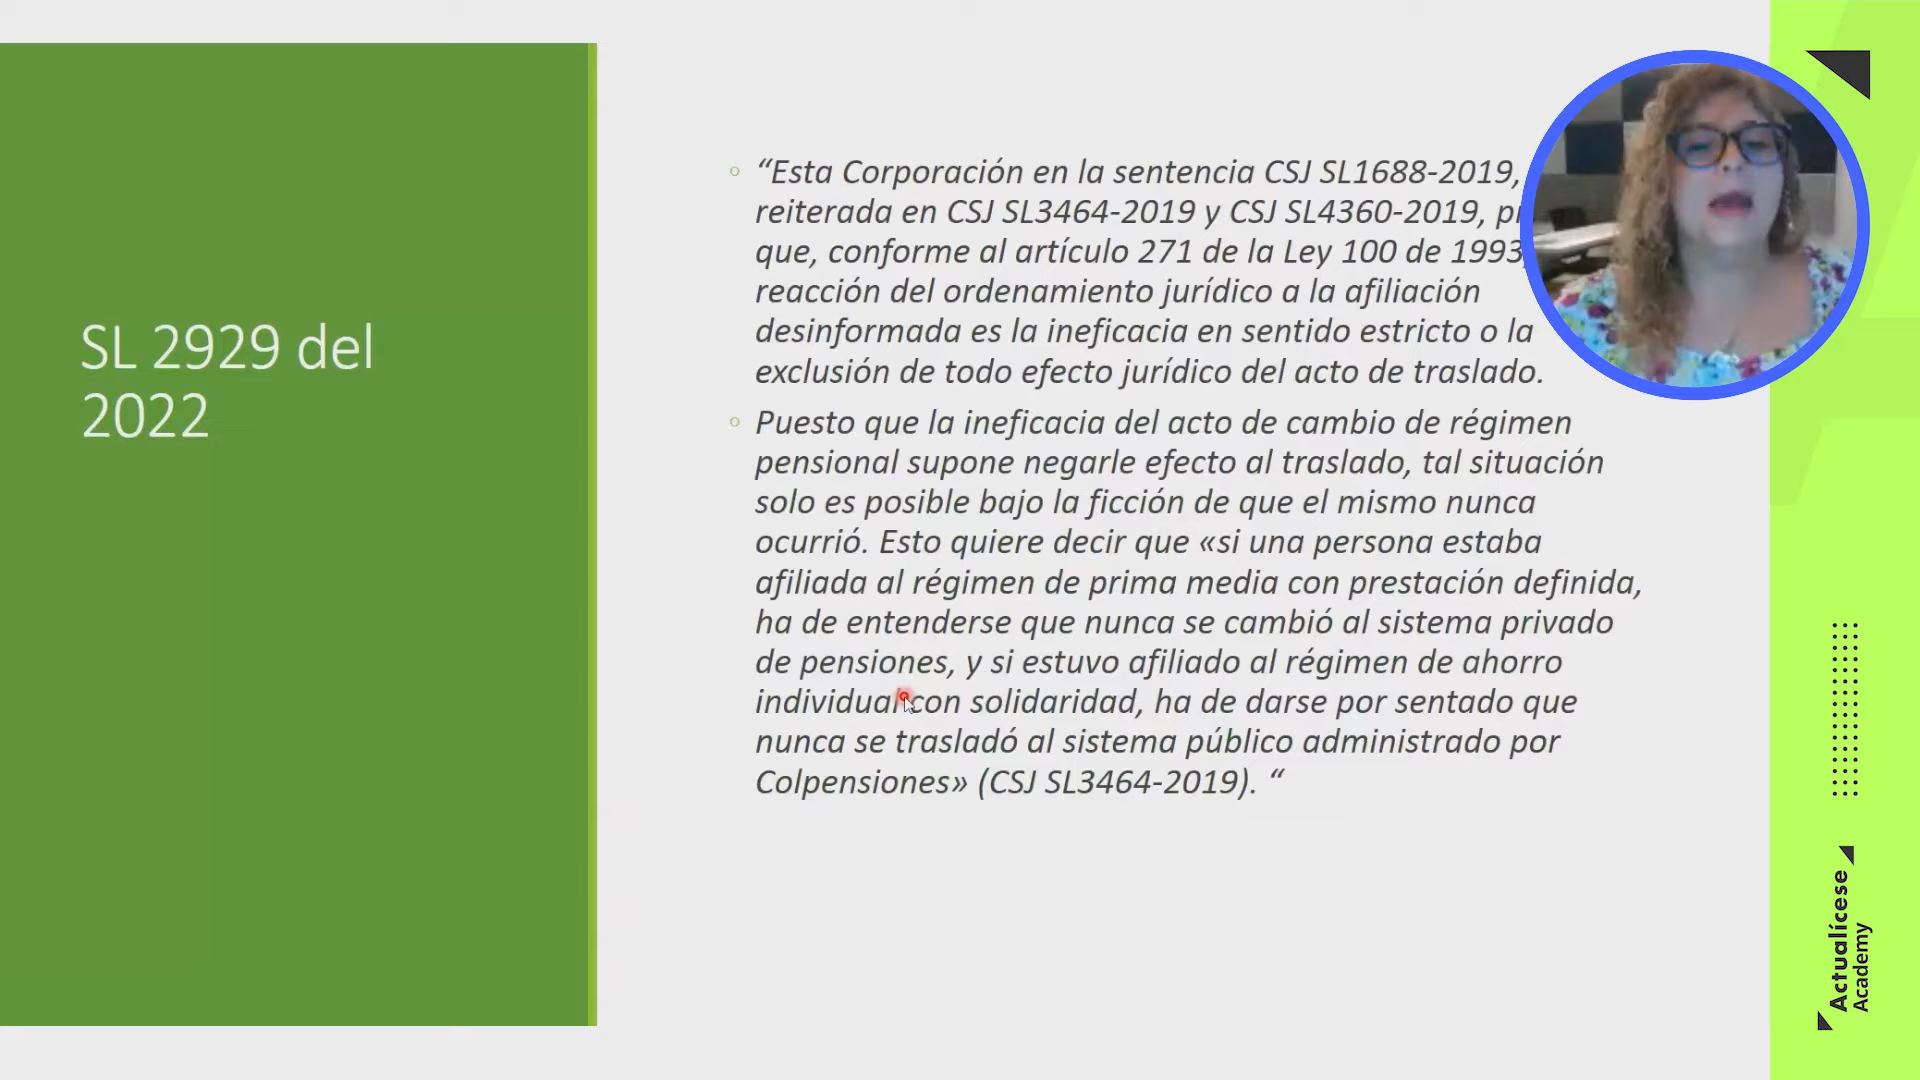 SL 2929 del
2022
“Esta Corporación en la sentencia CSJ SL1688-2019,
reiterada en CSJ SL3464-2019 y CSJ SL4360-2019,
que, conforme al artículo 271 de la Ley 100 de 1993,
reacción del ordenamiento jurídico a la afiliación
desinformada es la ineficacia en sentido estricto o la
exclusión de todo efecto jurídico del acto de traslado.
Puesto que la ineficacia del acto de cambio de régimen
pensional supone negarle efecto al traslado, tal situación
solo es posible bajo la ficción de que el mismo nunca
ocurrió. Esto quiere decir que «si una persona estaba
afiliada al régimen de prima media con prestación definida,
ha de entenderse que nunca se cambió al sistema privado
de pensiones, y si estuvo afiliado al régimen de ahorro
individual con solidaridad, ha de darse por sentado que
nunca se trasladó al sistema público administrado por
Colpensiones» (CSJ SL3464-2019). “
Actualícese
Academy